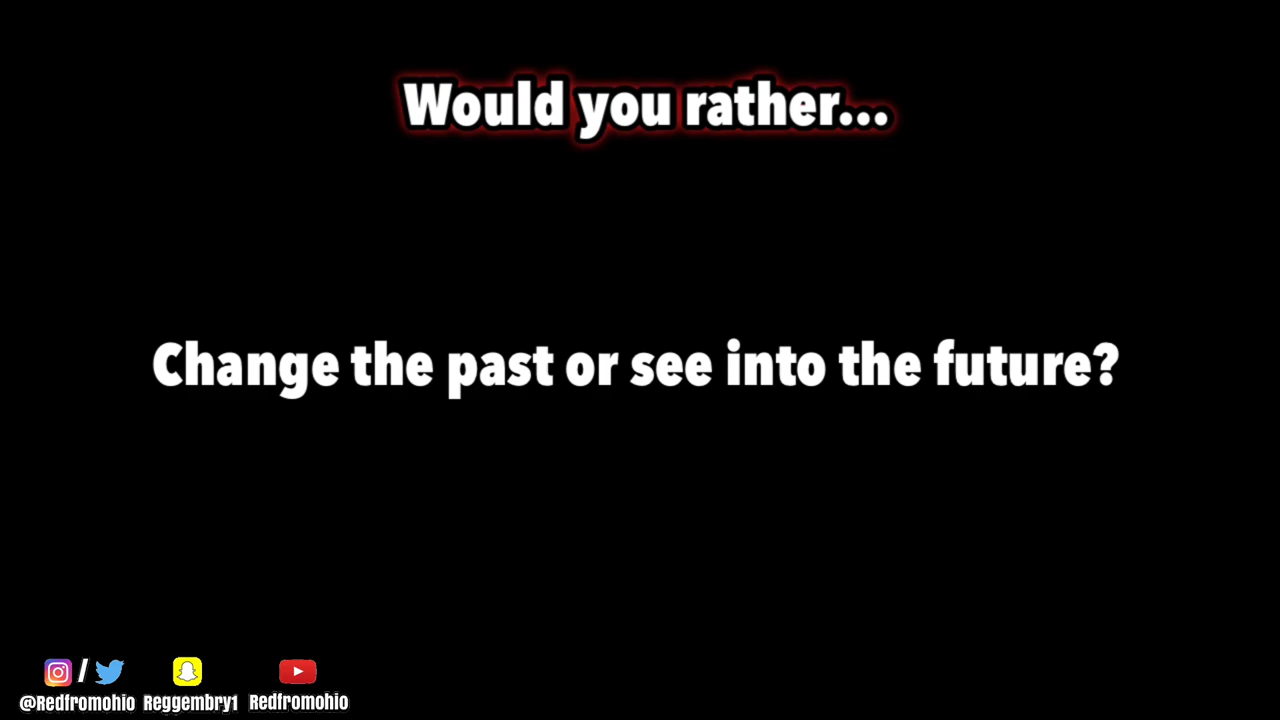 Would you rather...
Change the past or see into the future?
/
@Redfromohio Reggembry1 Redfromohio